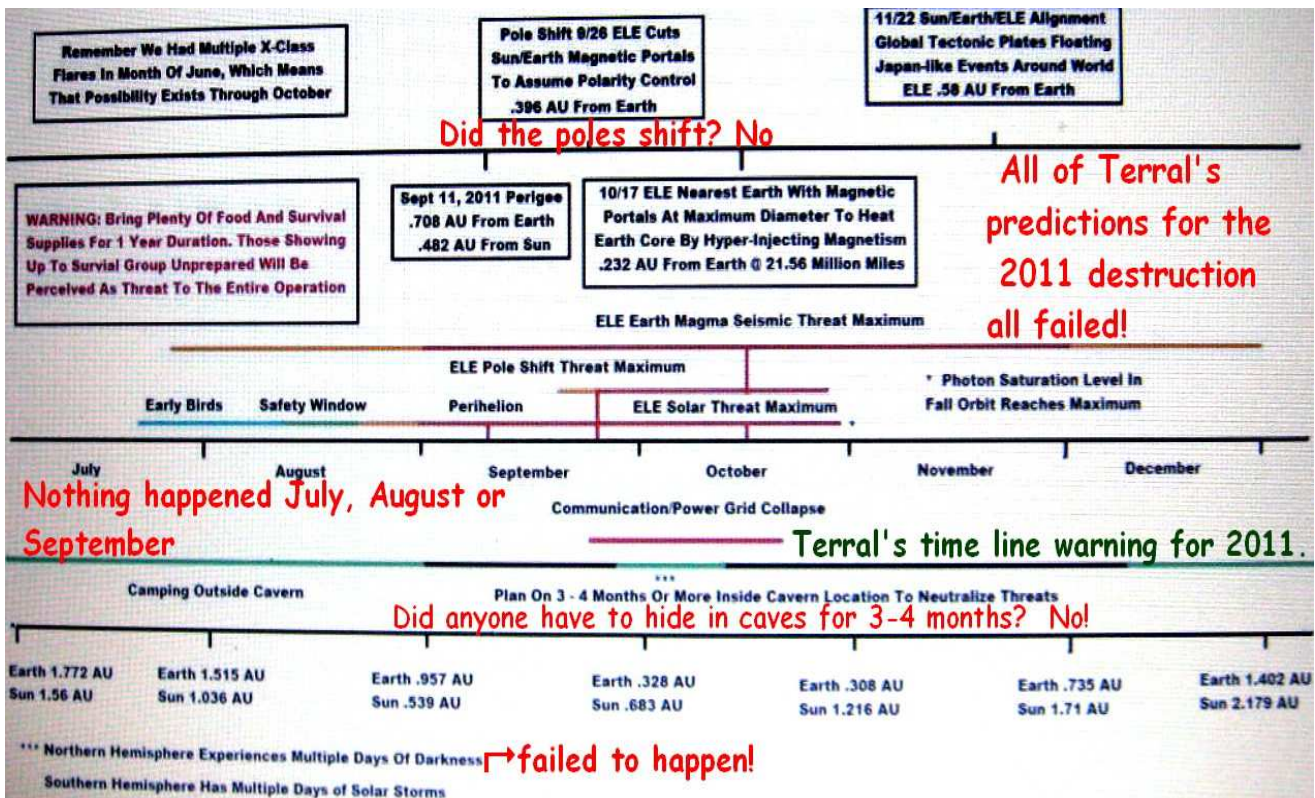 Remember We Had Multiple X-Class
Flares In Month Of June, Which Means
That Possibility Exists Through October
Pole Shift 9/26 ELE Cuts
Sun/Earth Magnetic Portals
To Assume Polarity Control
.396 AU From Earth
11/22 Sun/Earth/ELE Alignment
Global Tectonic Plates Floating
Japan-like Events Around World
ELE .58 AU From Earth
Did the poles shift? No
WARNING: Bring Plenty Of Food And Survival
Supplies For 1 Year Duration. Those Showing
Up To Survial Group Unprepared Will Be
Perceived As Threat To The Entire Operation
Sept 11, 2011 Perigee
.708 AU From Earth
.482 AU From Sun
10/17 ELE Nearest Earth With Magnetic
Portals At Maximum Diameter To Heat
Earth Core By Hyper-Injecting Magnetism
.232 AU From Earth @ 21.56 Million Miles
All of Terral's
predictions for the
2011 destruction
all failed!
ELE Earth Magma Seismic Threat Maximum
ELE Pole Shift Threat Maximum
* Photon Saturation Level In
Fall Orbit Reaches Maximum
Early Birds Safety Window Perihelion ELE Solar Threat Maximum
*
July August September October November December
Nothing happened July, August or
September
Communication/Power Grid Collapse
Terral's time line warning for 2011.
***
Camping Outside Cavern Plan On 3 - 4 Months Or More Inside Cavern Location To Neutralize Threats
Did anyone have to hide in caves for 3-4 months? No!
Earth 1.772 AU Earth 1.515 AU Earth .957 AU Earth .328 AU Earth .308 AU Earth .735 AU Earth 1.402 AU
Sun 1.56 AU Sun 1.036 AU Sun .539 AU Sun .683 AU Sun 1.216 AU Sun 1.71 AU Sun 2.179 AU
*** Northern Hemisphere Experiences Multiple Days Of Darkness failed to happen!
Southern Hemisphere Has Multiple Days of Solar Storms